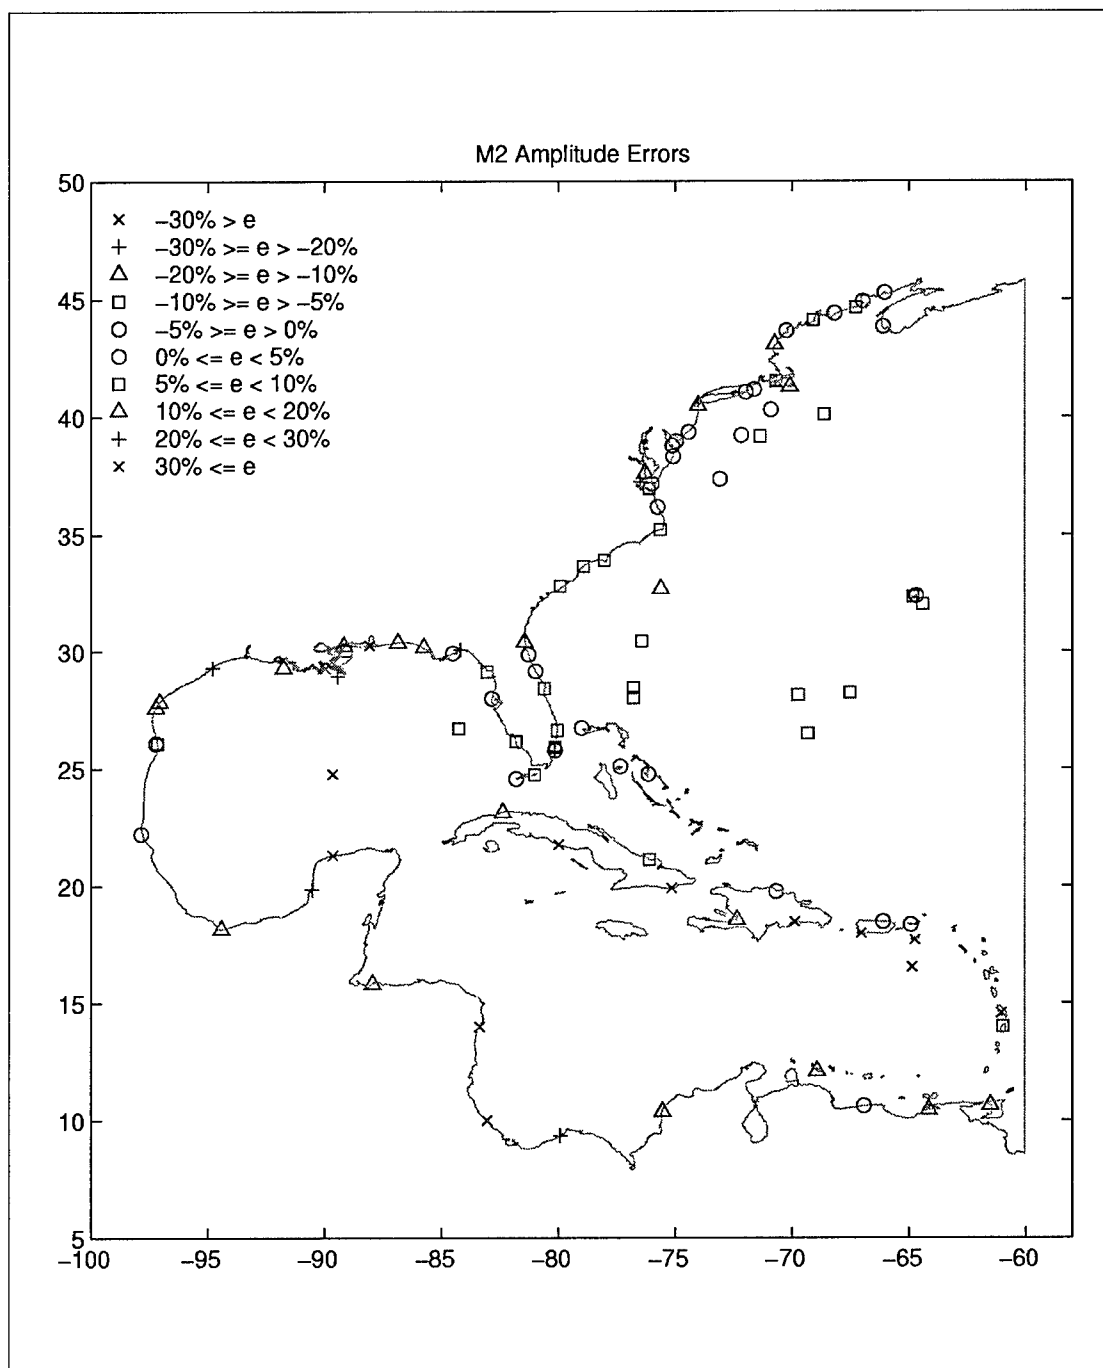 M2 Amplitude Errors
50
45
40
35
30
25
20
15
10
5
× −30% > e
+ −30% >= e > −20%
△ −20% >= e > −10%
□ −10% >= e > −5%
○ −5% >= e > 0%
○ 0% <= e < 5%
□ 5% <= e < 10%
△ 10% <= e < 20%
+ 20% <= e < 30%
× 30% <= e
−100 −95 −90 −85 −80 −75 −70 −65 −60